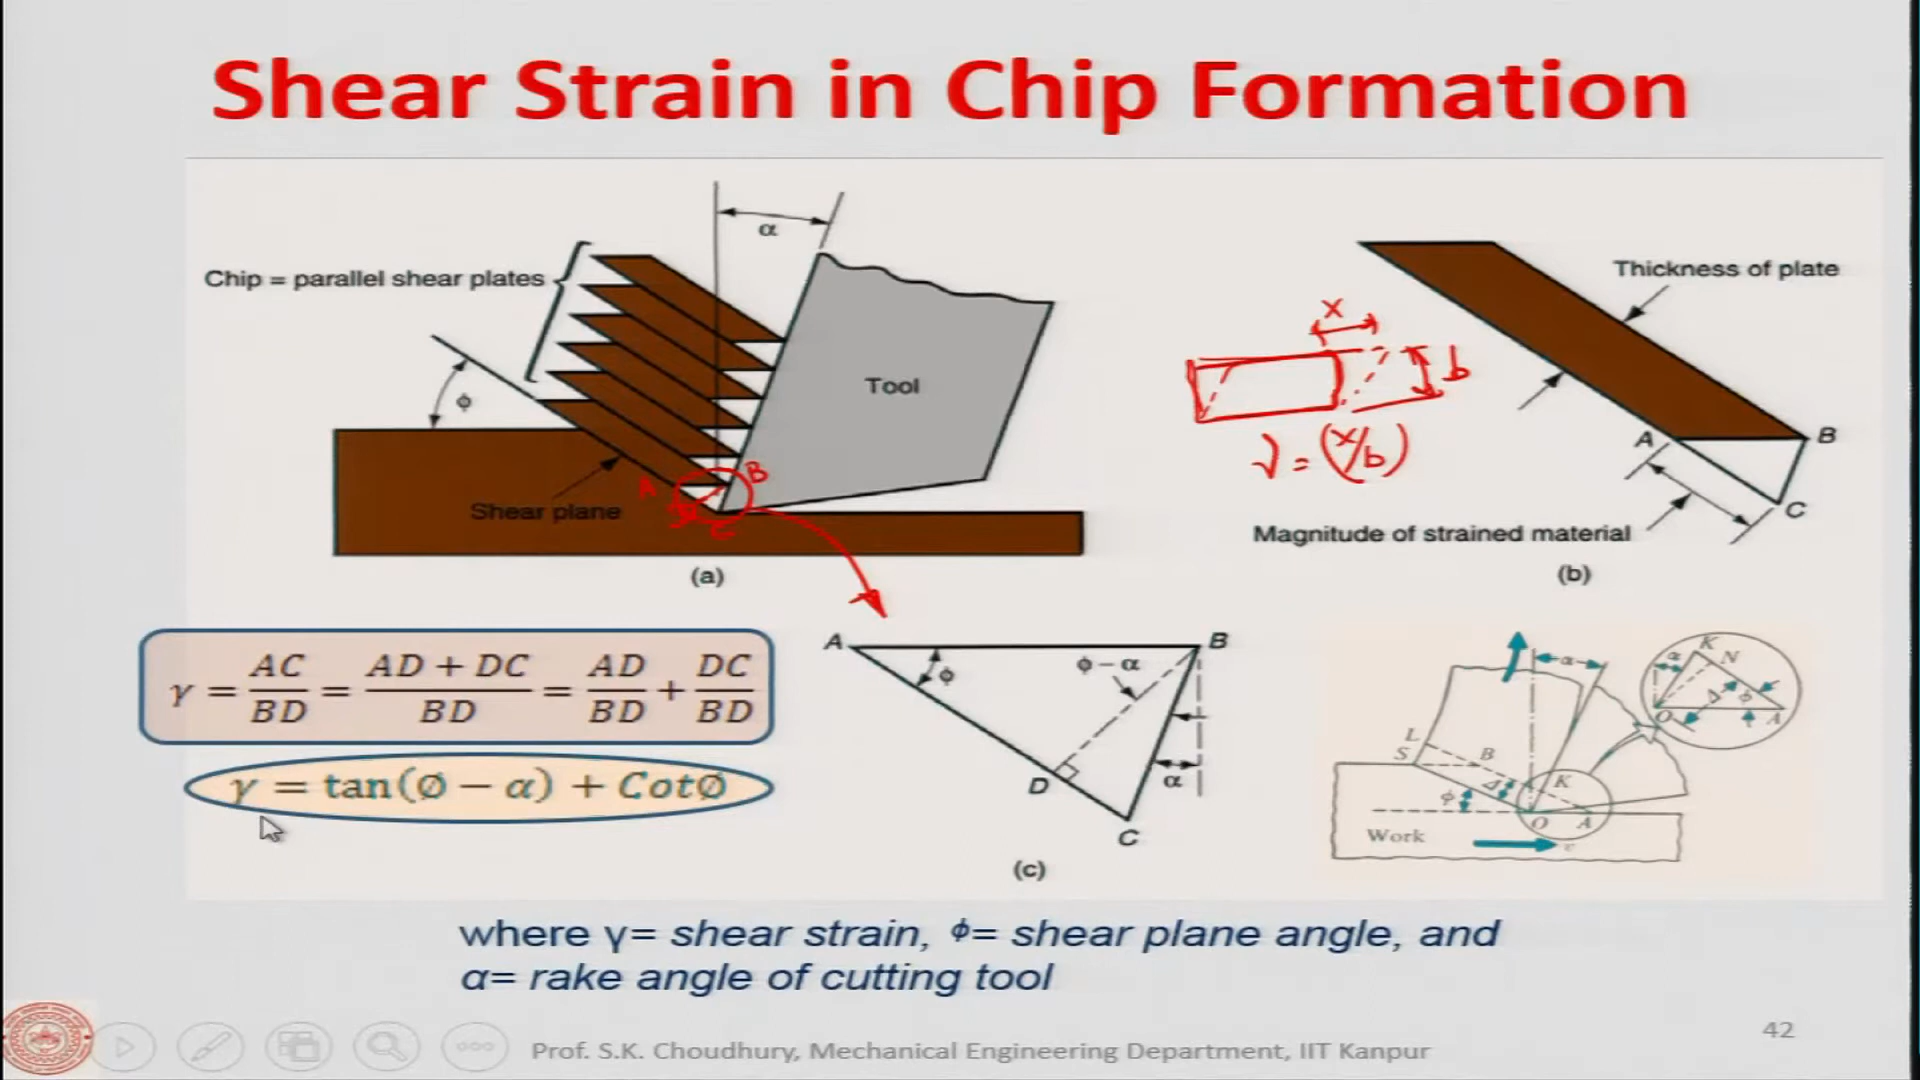 Shear Strain in Chip Formation
α
Chip = parallel shear plates
ϕ
Tool
Shear plane
A
B
C
(a)
x
b
γ = (x/b)
Thickness of plate
A
B
C
Magnitude of strained material
(b)
γ = AC/BD = (AD + DC)/BD = AD/BD + DC/BD
γ = tan(Ø − α) + CotØ
A
B
ϕ
ϕ – α
D
α
C
(c)
α
K
N
α
Δ
ϕ
O
A
L
S
B
K
Δ
ϕ
O
A
Work
v
where γ= shear strain, ϕ= shear plane angle, and
α= rake angle of cutting tool
42
Prof. S.K. Choudhury, Mechanical Engineering Department, IIT Kanpur